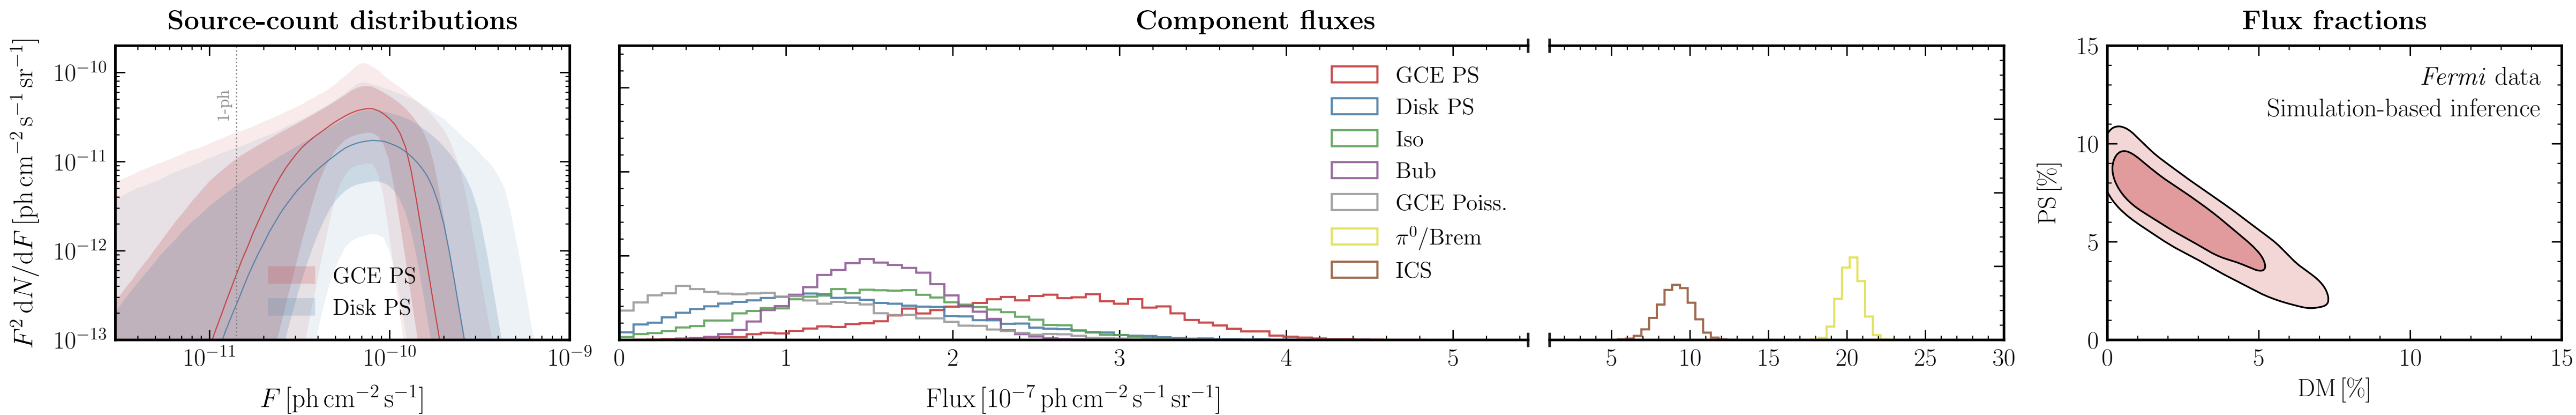 Source-count distributions
F² dN/dF [ph cm⁻² s⁻¹ sr⁻¹]
10⁻¹⁰
10⁻¹¹
10⁻¹²
10⁻¹³
1-ph
GCE PS
Disk PS
10⁻¹¹ 10⁻¹⁰ 10⁻⁹
F [ph cm⁻² s⁻¹]
Component fluxes
GCE PS
Disk PS
Iso
Bub
GCE Poiss.
π⁰/Brem
ICS
0 1 2 3 4 5
5 10 15 20 25 30
Flux [10⁻⁷ ph cm⁻² s⁻¹ sr⁻¹]
Flux fractions
PS [%]
15
10
5
0
Fermi data
Simulation-based inference
0 5 10 15
DM [%]